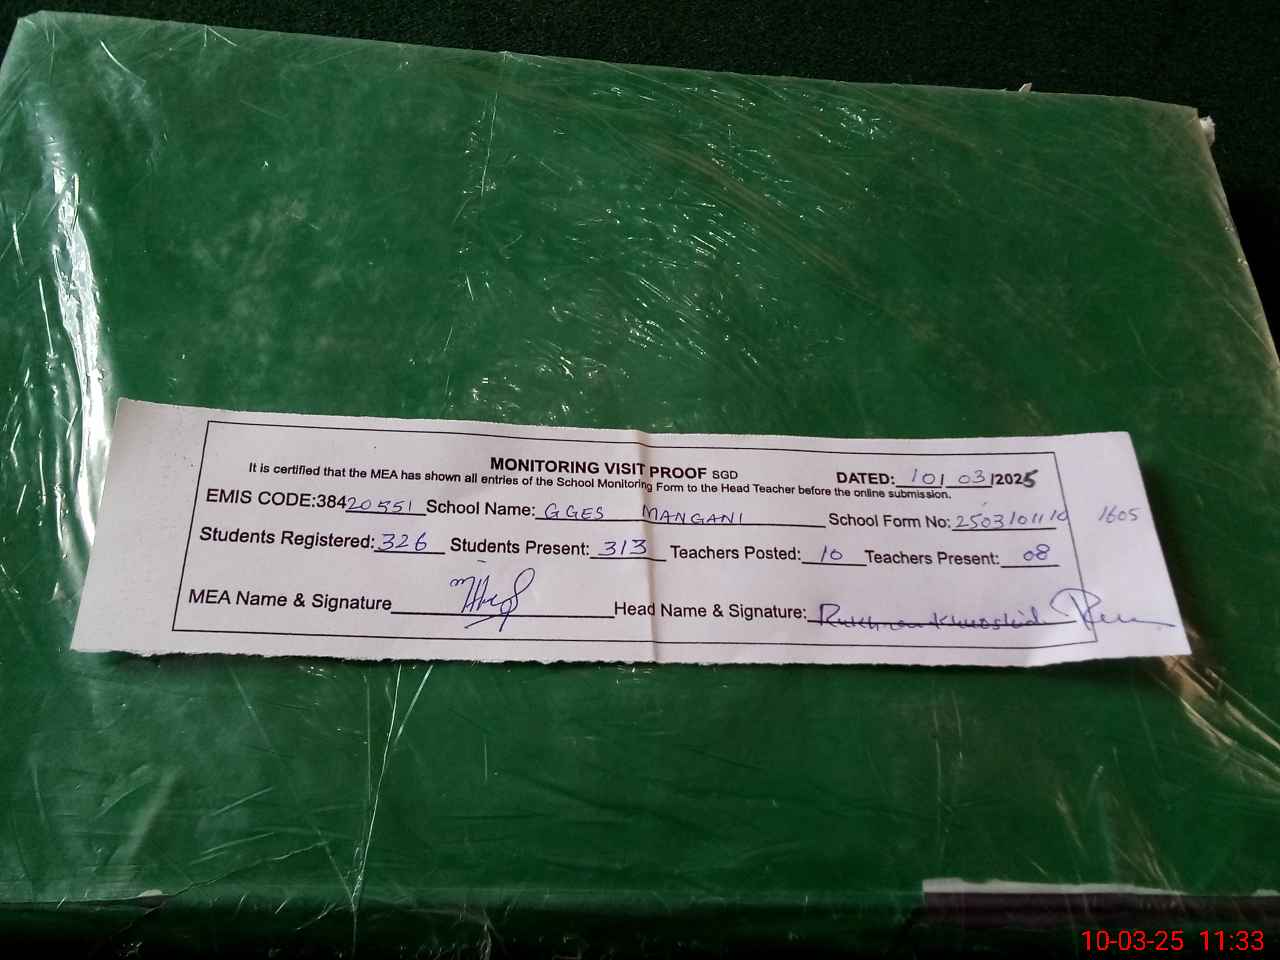 MONITORING VISIT PROOF SGD DATED: 10/ 03 /2025
It is certified that the MEA has shown all entries of the School Monitoring Form to the Head Teacher before the online submission.
EMIS CODE:38420551 School Name: GGES MANGANI School Form No: 1605
Students Registered: 326 Students Present: 313 Teachers Posted: 10 Teachers Present: 08
MEA Name & Signature Head Name & Signature:
10-03-25 11:33